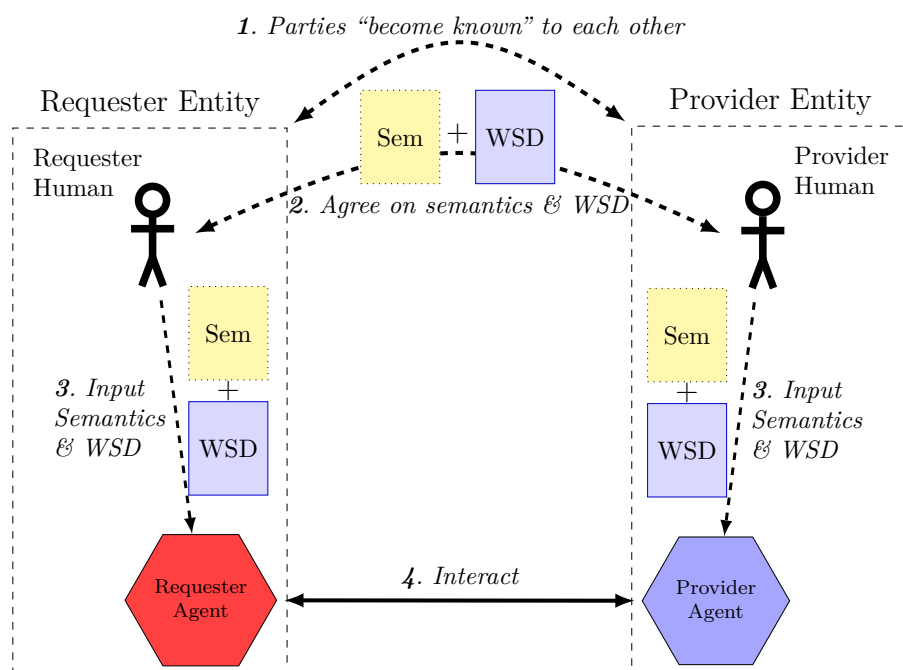 1. Parties “become known” to each other
Requester Entity
Provider Entity
Sem + WSD
Requester
Human
Provider
Human
2. Agree on semantics & WSD
Sem
+
WSD
Sem
+
WSD
3. Input
Semantics
& WSD
3. Input
Semantics
& WSD
4. Interact
Requester
Agent
Provider
Agent